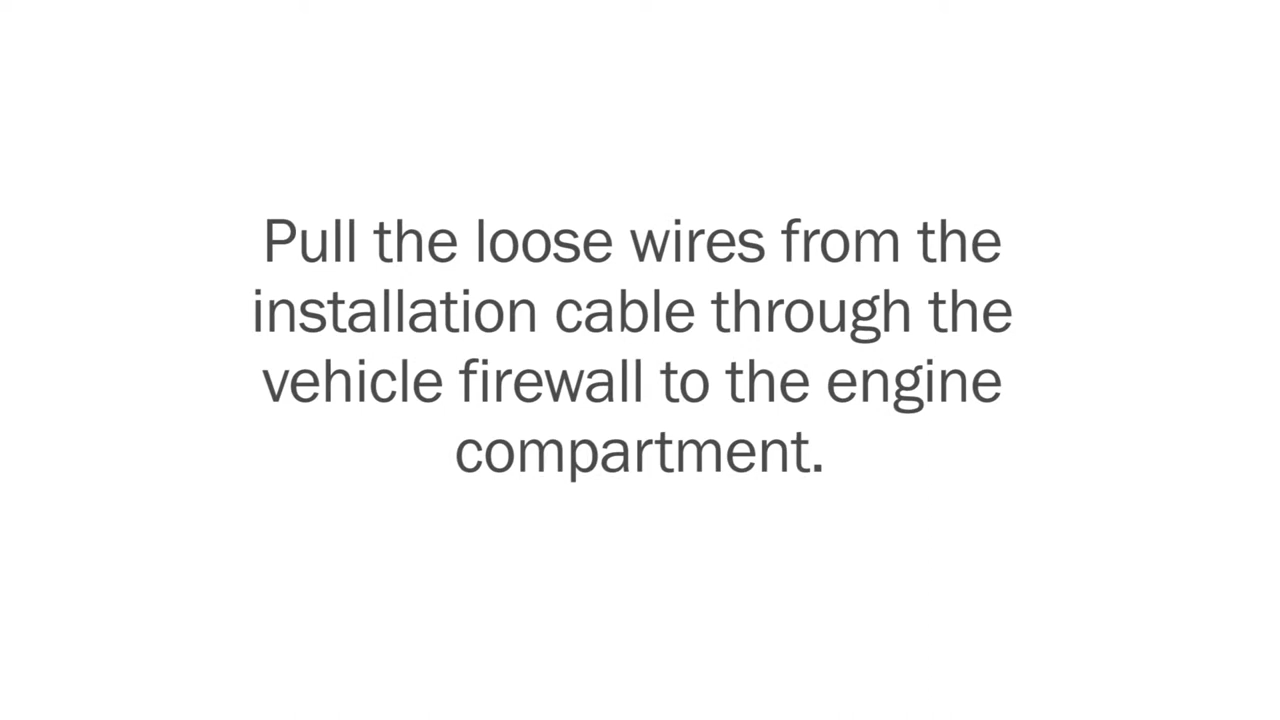 Pull the loose wires from the
installation cable through the
vehicle firewall to the engine
compartment.